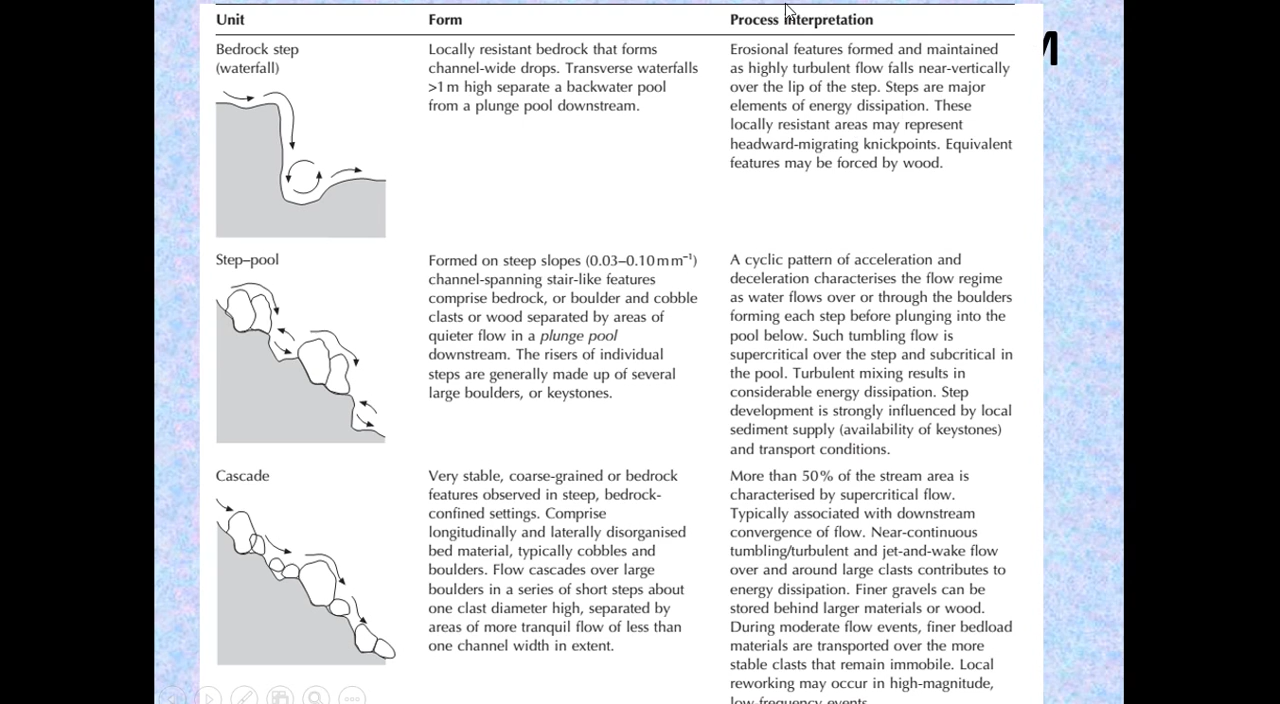 Unit
Form
Process interpretation
M
Bedrock step
(waterfall)
Locally resistant bedrock that forms
channel-wide drops. Transverse waterfalls
>1 m high separate a backwater pool
from a plunge pool downstream.
Erosional features formed and maintained
as highly turbulent flow falls near-vertically
over the lip of the step. Steps are major
elements of energy dissipation. These
locally resistant areas may represent
headward-migrating knickpoints. Equivalent
features may be forced by wood.
Step–pool
Formed on steep slopes (0.03–0.10 m m⁻¹)
channel-spanning stair-like features
comprise bedrock, or boulder and cobble
clasts or wood separated by areas of
quieter flow in a plunge pool
downstream. The risers of individual
steps are generally made up of several
large boulders, or keystones.
A cyclic pattern of acceleration and
deceleration characterises the flow regime
as water flows over or through the boulders
forming each step before plunging into the
pool below. Such tumbling flow is
supercritical over the step and subcritical in
the pool. Turbulent mixing results in
considerable energy dissipation. Step
development is strongly influenced by local
sediment supply (availability of keystones)
and transport conditions.
Cascade
Very stable, coarse-grained or bedrock
features observed in steep, bedrock-
confined settings. Comprise
longitudinally and laterally disorganised
bed material, typically cobbles and
boulders. Flow cascades over large
boulders in a series of short steps about
one clast diameter high, separated by
areas of more tranquil flow of less than
one channel width in extent.
More than 50% of the stream area is
characterised by supercritical flow.
Typically associated with downstream
convergence of flow. Near-continuous
tumbling/turbulent and jet-and-wake flow
over and around large clasts contributes to
energy dissipation. Finer gravels can be
stored behind larger materials or wood.
During moderate flow events, finer bedload
materials are transported over the more
stable clasts that remain immobile. Local
reworking may occur in high-magnitude,
low-frequency events.